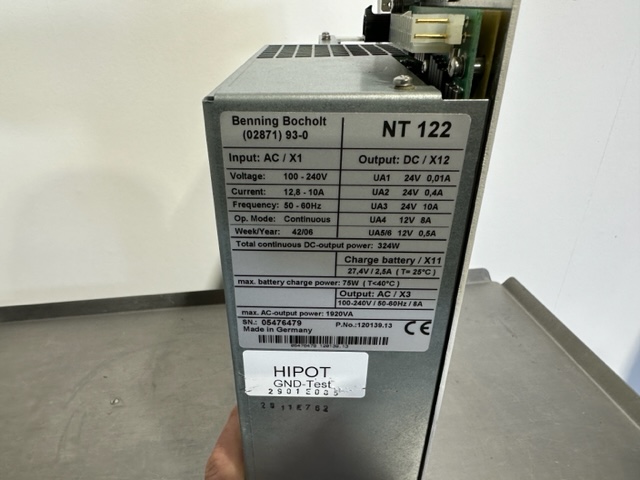 Benning Bocholt
(02871) 93-0
NT 122
Input: AC / X1
Output: DC / X12
Voltage: 100 - 240V
UA1 24V 0,01A
Current: 12,8 - 10A
UA2 24V 0,4A
Frequency: 50 - 60Hz
UA3 24V 10A
Op. Mode: Continuous
UA4 12V 8A
Week/Year: 42/06
UA5/6 12V 0,5A
Total continuous DC-output power: 324W
Charge battery / X11
27,4V / 2,5A ( T= 25°C )
max. battery charge power: 75W ( T<40°C )
Output: AC / X3
100-240V / 50-60Hz / 8A
max. AC-output power: 1920VA
SN.: 05476479
P.No.:120139.13
Made in Germany
CE
05476479 120139.13
HIPOT
GND-Test